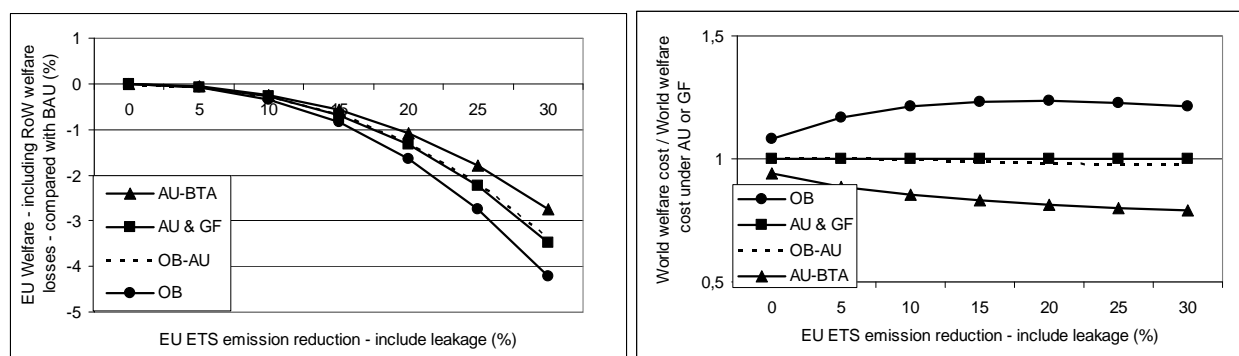 EU Welfare - including RoW welfare
losses - compared with BAU (%)
1
0
-1
-2
-3
-4
-5
0 5 10 15 20 25 30
AU-BTA
AU & GF
OB-AU
OB
EU ETS emission reduction - include leakage (%)
World welfare cost / World welfare
cost under AU or GF
1,5
1
0,5
OB
AU & GF
OB-AU
AU-BTA
0 5 10 15 20 25 30
EU ETS emission reduction - include leakage (%)